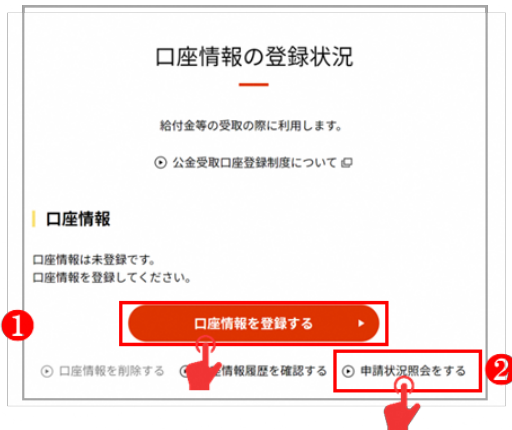 口座情報の登録状況
給付金等の受取の際に利用します。
公金受取口座登録制度について
口座情報
口座情報は未登録です。
口座情報を登録してください。
1
口座情報を登録する
口座情報を削除する 情報履歴を確認する 申請状況照会をする
2